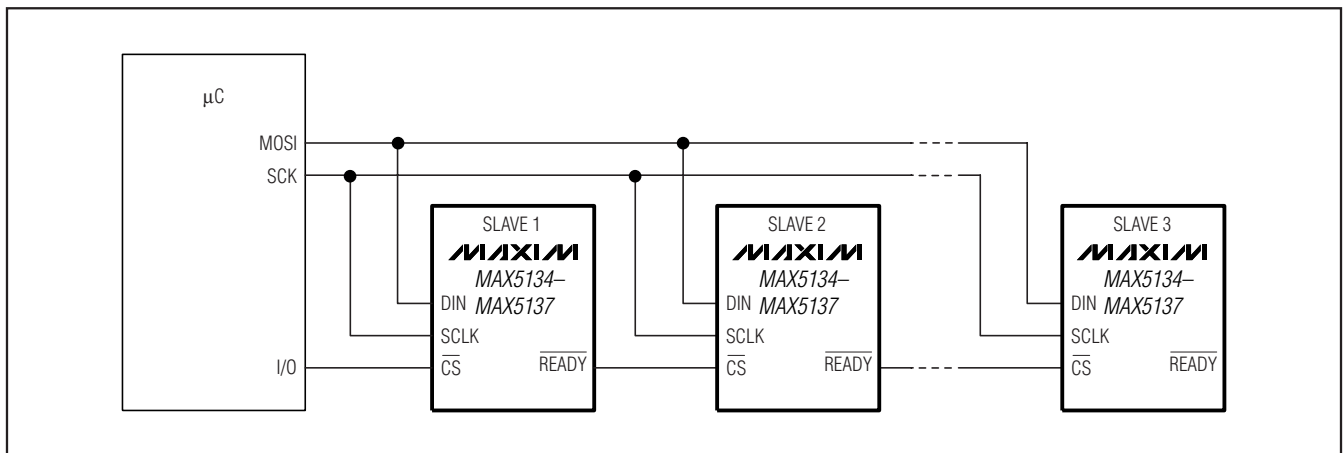 μC
MOSI
SCK
I/O
SLAVE 1
MAXIM
MAX5134–
MAX5137
DIN
SCLK
CS
READY
SLAVE 2
MAXIM
MAX5134–
MAX5137
DIN
SCLK
CS
READY
SLAVE 3
MAXIM
MAX5134–
MAX5137
DIN
SCLK
CS
READY